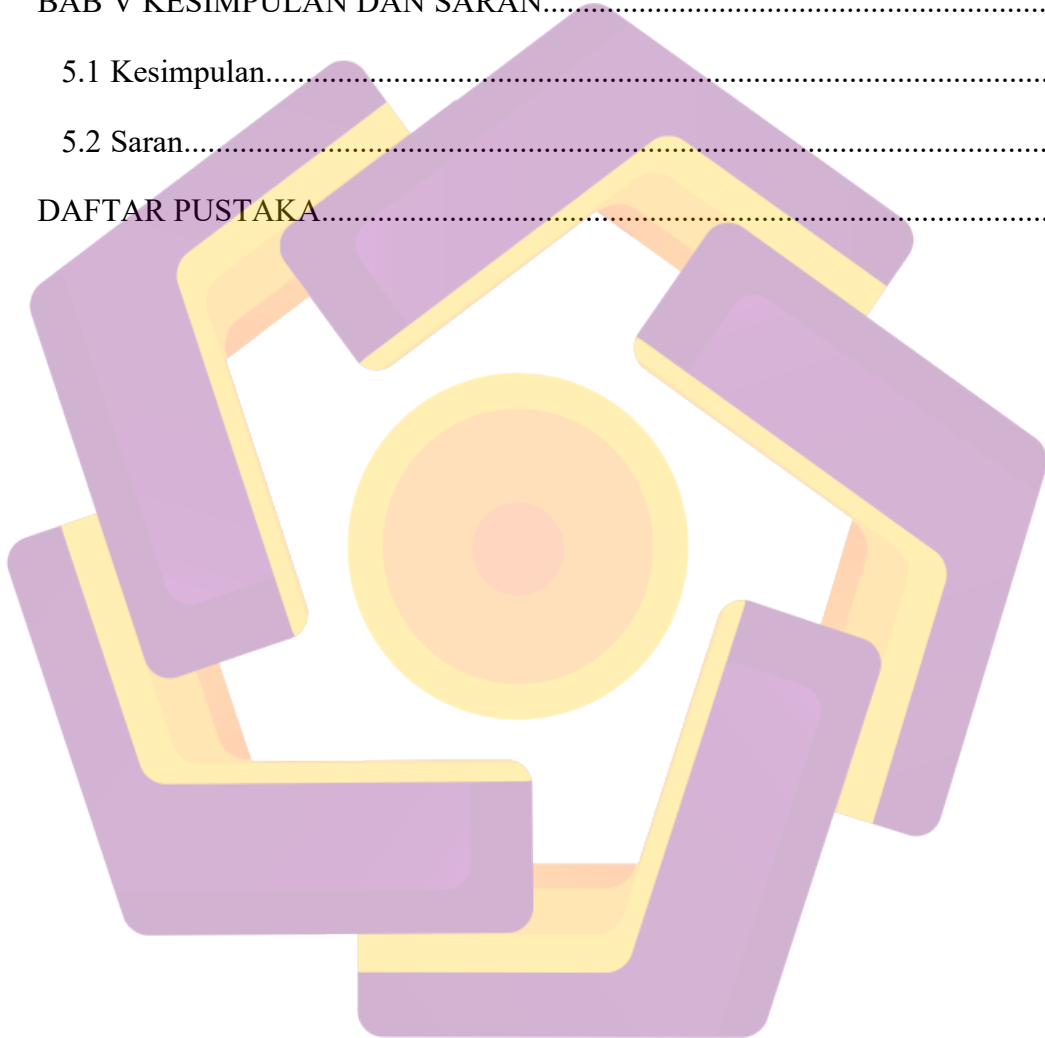 BAB V KESIMPULAN DAN SARAN..........................................................
5.1 Kesimpulan.............................................................................................
5.2 Saran.......................................................................................................
DAFTAR PUSTAKA.......................................................................................